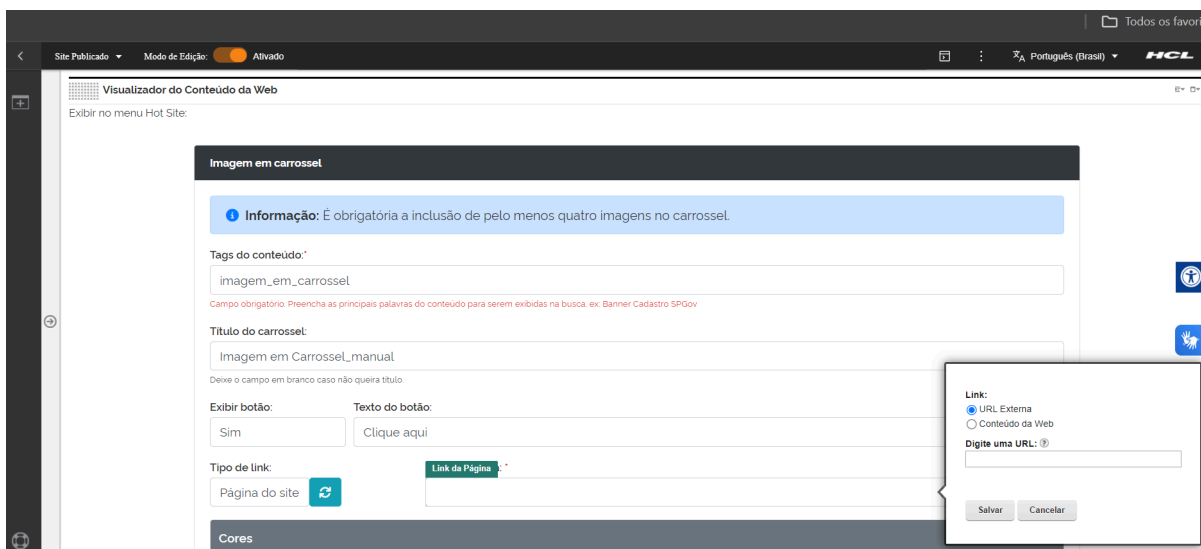 Todos os favori
Site Publicado Modo de Edição: Ativado Português (Brasil) HCL
Visualizador do Conteúdo da Web
Exibir no menu Hot Site:
Imagem em carrossel
Informação: É obrigatória a inclusão de pelo menos quatro imagens no carrossel.
Tags do conteúdo:*
imagem_em_carrossel
Campo obrigatório: Preencha as principais palavras do conteúdo para serem exibidas na busca. ex: Banner Cadastro SPGov
Título do carrossel:
Imagem em Carrossel_manual
Deixe o campo em branco caso não queira título.
Exibir botão: Texto do botão:
Sim Clique aqui
Tipo de link: Link da Página : *
Página do site
Cores
Link:
URL Externa
Conteúdo da Web
Digite uma URL: ?
Salvar Cancelar